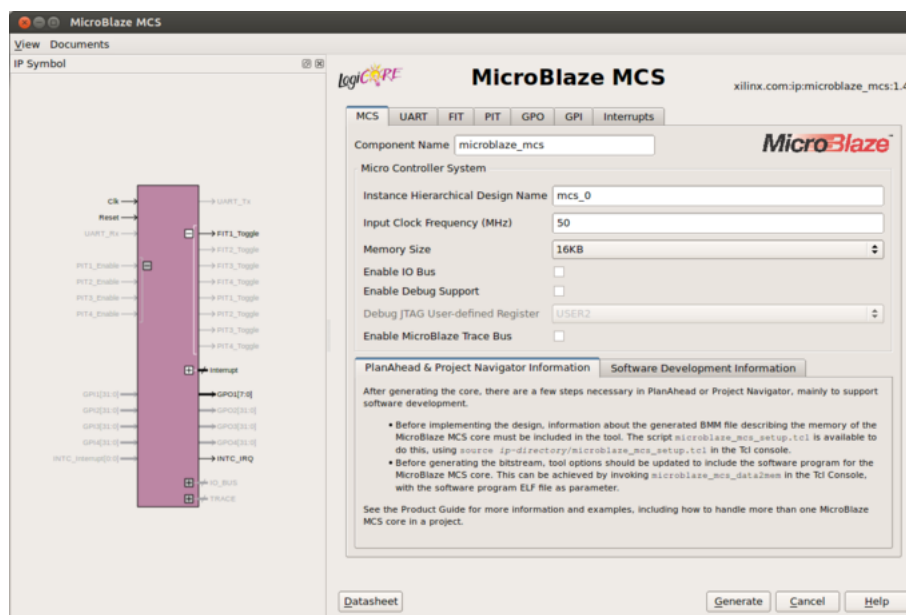 MicroBlaze MCS
View Documents
IP Symbol
Clk
Reset
UART_Rx
PIT1_Enable
PIT2_Enable
PIT3_Enable
PIT4_Enable
GPI1[31:0]
GPI2[31:0]
GPI3[31:0]
GPI4[31:0]
INTC_Interrupt[0:0]
UART_Tx
FIT1_Toggle
FIT2_Toggle
FIT3_Toggle
FIT4_Toggle
PIT1_Toggle
PIT2_Toggle
PIT3_Toggle
PIT4_Toggle
Interrupt
GPO1[7:0]
GPO2[31:0]
GPO3[31:0]
GPO4[31:0]
INTC_IRQ
IO_BUS
TRACE
LogiCORE
MicroBlaze MCS
xilinx.com:ip:microblaze_mcs:1.4
MCS UART FIT PIT GPO GPI Interrupts
Component Name microblaze_mcs
MicroBlaze
Micro Controller System
Instance Hierarchical Design Name mcs_0
Input Clock Frequency (MHz) 50
Memory Size 16KB
Enable IO Bus
Enable Debug Support
Debug JTAG User-defined Register USER2
Enable MicroBlaze Trace Bus
PlanAhead & Project Navigator Information Software Development Information
After generating the core, there are a few steps necessary in PlanAhead or Project Navigator, mainly to support
software development.
• Before implementing the design, information about the generated BMM file describing the memory of the
MicroBlaze MCS core must be included in the tool. The script microblaze_mcs_setup.tcl is available to
do this, using source ip-directory/microblaze_mcs_setup.tcl in the Tcl console.
• Before generating the bitstream, tool options should be updated to include the software program for the
MicroBlaze MCS core. This can be achieved by invoking microblaze_mcs_data2mem in the Tcl Console,
with the software program ELF file as parameter.
See the Product Guide for more information and examples, including how to handle more than one MicroBlaze
MCS core in a project.
Datasheet Generate Cancel Help